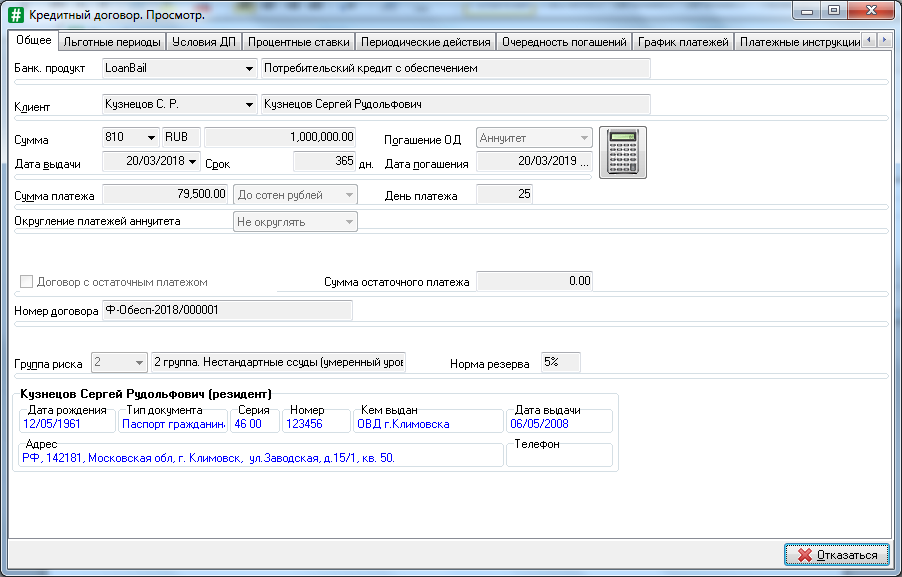 Кредитный договор. Просмотр.
Общее Льготные периоды Условия ДП Процентные ставки Периодические действия Очередность погашений График платежей Платежные инструкции
Банк. продукт LoanBail Потребительский кредит с обеспечением
Клиент Кузнецов С. Р. Кузнецов Сергей Рудольфович
Сумма 810 RUB 1,000,000.00 Погашение ОД Аннуитет
Дата выдачи 20/03/2018 Срок 365 дн. Дата погашения 20/03/2019 ...
Сумма платежа 79,500.00 До сотен рублей День платежа 25
Округление платежей аннуитета Не округлять
Договор с остаточным платежом Сумма остаточного платежа 0.00
Номер договора Ф-Обесп-2018/000001
Группа риска 2 2 группа. Нестандартные ссуды (умеренный уров Норма резерва 5%
Кузнецов Сергей Рудольфович (резидент)
Дата рождения Тип документа Серия Номер Кем выдан Дата выдачи
12/05/1961 Паспорт гражданин 46 00 123456 ОВД г.Климовска 06/05/2008
Адрес Телефон
РФ, 142181, Московская обл, г. Климовск, ул.Заводская, д.15/1, кв. 50.
Отказаться